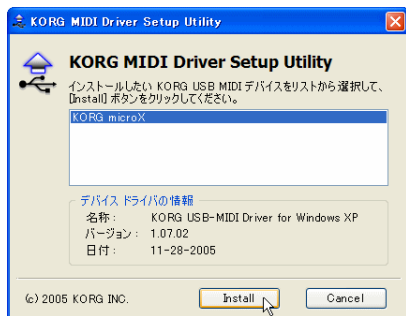 KORG MIDI Driver Setup Utility
KORG MIDI Driver Setup Utility
インストールしたい KORG USB MIDI デバイスをリストから選択して、
[Install] ボタンをクリックしてください。
KORG microX
デバイス ドライバの情報
名称： KORG USB-MIDI Driver for Windows XP
バージョン： 1.07.02
日付： 11-28-2005
(c) 2005 KORG INC.
Install
Cancel